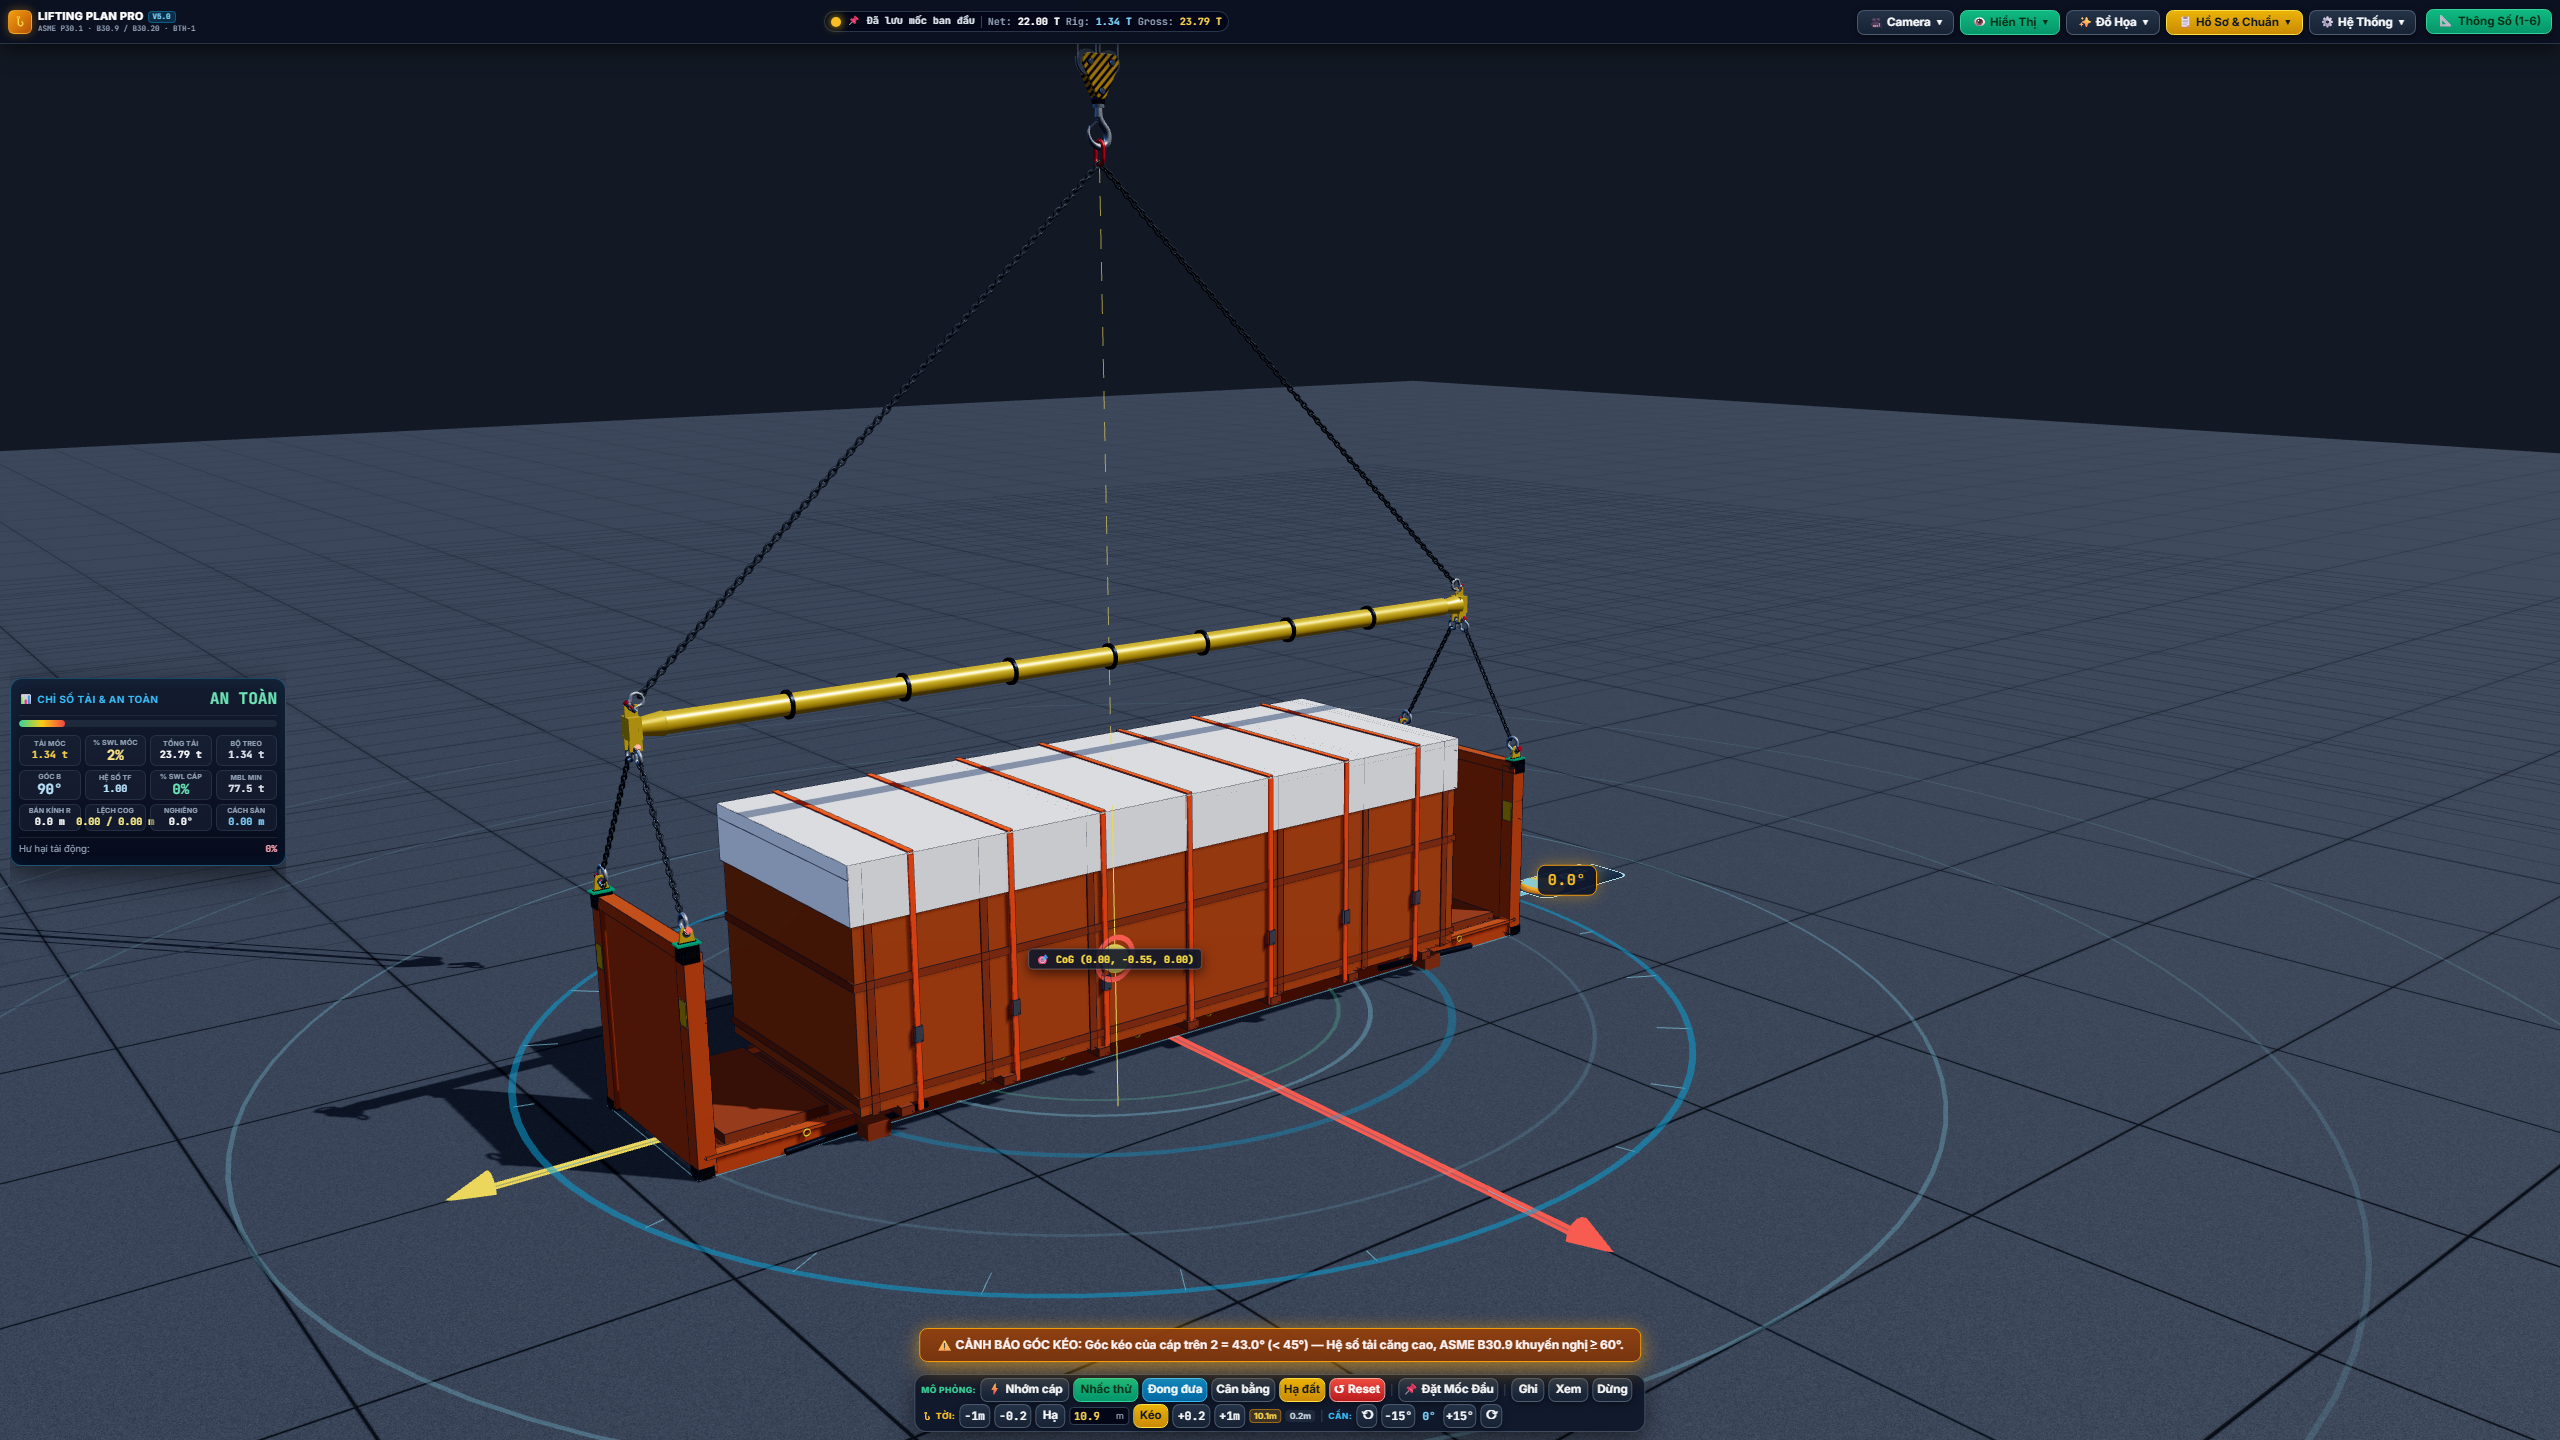 LIFTING PLAN PRO V5.0
ASME P30.1 · B30.9 / B30.20 · BTH-1
Đã lưu mốc ban đầu Net: 22.00 T Rig: 1.34 T Gross: 23.79 T
Camera ▾ Hiển Thị ▾ Đồ Họa ▾ Hồ Sơ & Chuẩn ▾ Hệ Thống ▾ Thông Số (1-6)
CHỈ SỐ TẢI & AN TOÀN AN TOÀN
TẢI MÓC % SWL MÓC TỔNG TẢI BỘ TREO
1.34 t 2% 23.79 t 1.34 t
GÓC B HỆ SỐ TF % SWL CÁP MBL MIN
90° 1.00 0% 77.5 t
BÁN KÍNH R LỆCH COG NGHIÊNG CÁCH SÀN
0.0 m 0.00 / 0.00 m 0.0° 0.00 m
Hư hại tải động: 0%
0.0°
CoG (0.00, -0.55, 0.00)
CẢNH BÁO GÓC KÉO: Góc kéo của cáp trên 2 = 43.0° (< 45°) — Hệ số tải căng cao, ASME B30.9 khuyến nghị ≥ 60°.
MÔ PHỎNG: Nhóm cáp Nhấc thử Đong đưa Cân bằng Hạ đất ↺ Reset Đặt Mốc Đầu Ghi Xem Dừng
TỜI: -1m -0.2 Hạ 10.9 m Kéo +0.2 +1m 10.1m 0.2m CẨN: -15° 0° +15°